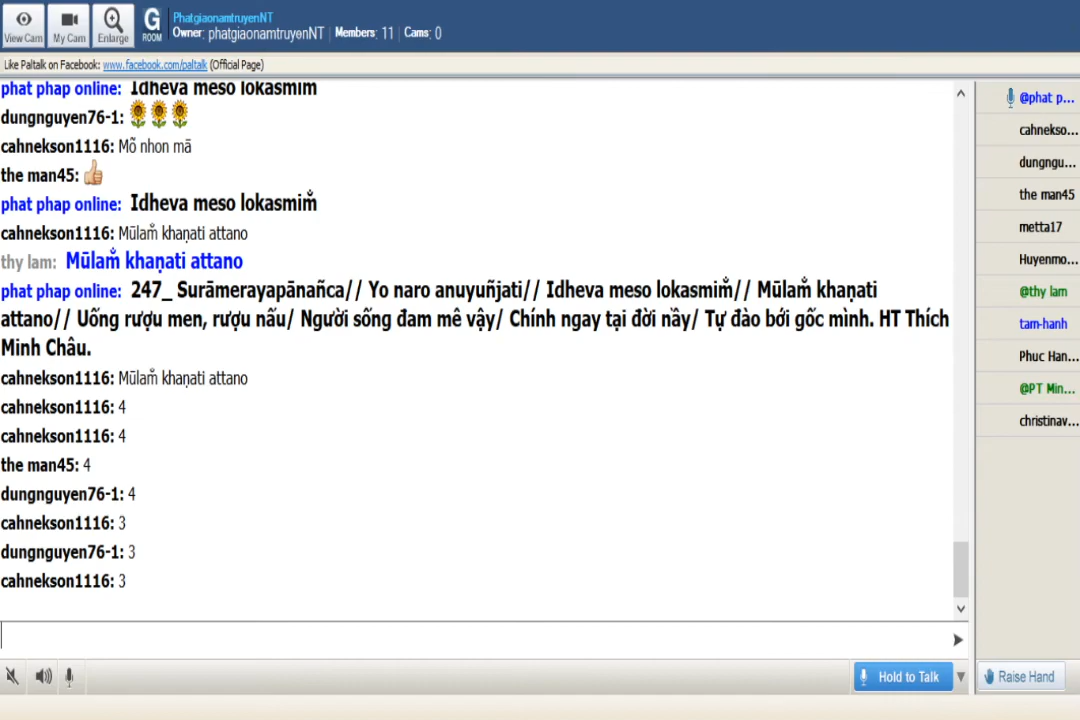 View Cam
My Cam
Enlarge
G
ROOM
PhatgiaonamtruyenNT
Owner: phatgiaonamtruyenNT | Members: 11 | Cams: 0
Like Paltalk on Facebook: www.facebook.com/paltalk (Official Page)
phat phap online: Idheva meso lokasmiṁ
dungnguyen76-1:
cahnekson1116: Mỗ nhon mã
the man45:
phat phap online: Idheva meso lokasmiṁ
cahnekson1116: Mūlaṁ khaṇati attano
thy lam: Mūlaṁ khaṇati attano
phat phap online: 247_ Surāmerayapānañca// Yo naro anuyuñjati// Idheva meso lokasmiṁ// Mūlaṁ khaṇati
attano// Uống rượu men, rượu nấu/ Người sống đam mê vậy/ Chính ngay tại đời nầy/ Tự đào bới gốc mình. HT Thích
Minh Châu.
cahnekson1116: Mūlaṁ khaṇati attano
cahnekson1116: 4
cahnekson1116: 4
the man45: 4
dungnguyen76-1: 4
cahnekson1116: 3
dungnguyen76-1: 3
cahnekson1116: 3
@phat p...
cahnekso...
dungngu...
the man45
metta17
Huyenmo...
@thy lam
tam-hanh
Phuc Han...
@PT Min...
christinav...
Hold to Talk
Raise Hand